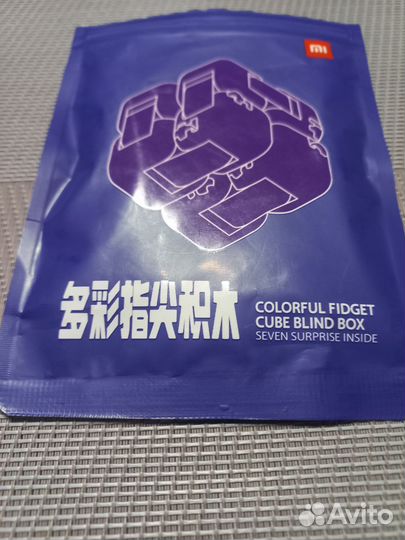 mi
多彩指尖积木
COLORFUL FIDGET
CUBE BLIND BOX
SEVEN SURPRISE INSIDE
Avito